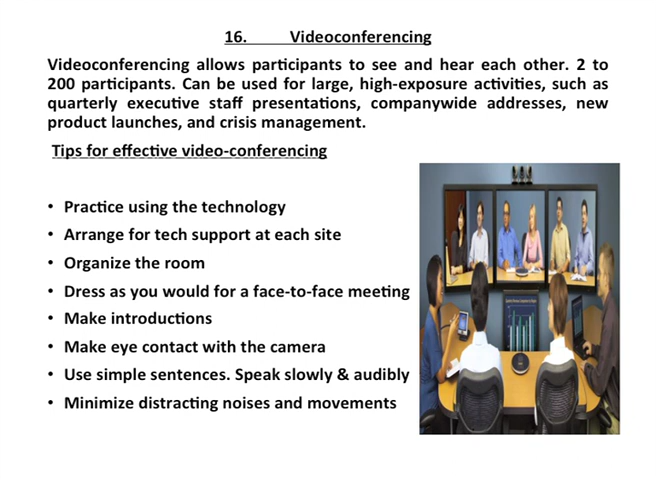 16. Videoconferencing
Videoconferencing allows participants to see and hear each other. 2 to
200 participants. Can be used for large, high-exposure activities, such as
quarterly executive staff presentations, companywide addresses, new
product launches, and crisis management.
Tips for effective video-conferencing
• Practice using the technology
• Arrange for tech support at each site
• Organize the room
• Dress as you would for a face-to-face meeting
• Make introductions
• Make eye contact with the camera
• Use simple sentences. Speak slowly & audibly
• Minimize distracting noises and movements